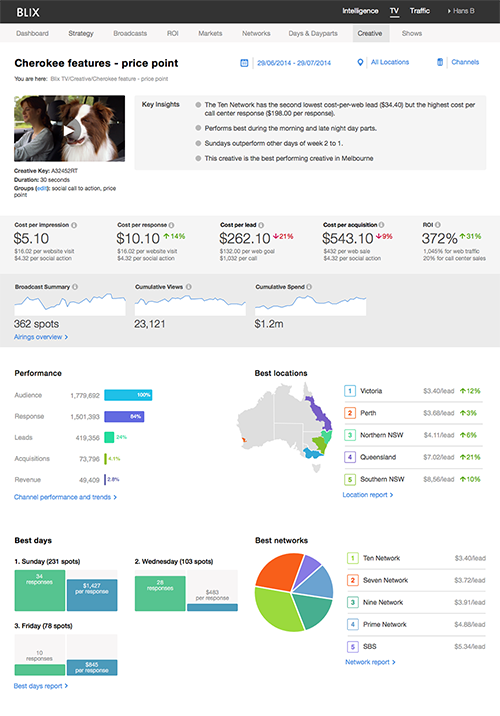 BLIX
Intelligence TV Traffic Hans B
Dashboard Strategy Broadcasts ROI Markets Networks Days & Dayparts Creative Shows
Cherokee features - price point
29/06/2014 - 29/07/2014 All Locations Channels
You are here: Blix TV/Creative/Cherokee feature - price point
Key insights
The Ten Network has the second lowest cost-per-web lead ($34.40) but the highest cost per
call center response ($198.00 per response).
Performs best during the morning and late night day parts.
Sundays outperform other days of week 2 to 1.
This creative is the best performing creative in Melbourne
Creative Key: A32452RT
Duration: 30 seconds
Groups (edit): social call to action, price
point
Cost per impression Cost per response Cost per lead Cost per acquisition ROI
$5.10 $10.10 14% $262.10 21% $543.10 9% 372% 31%
$16.02 per website visit $16.02 per website visit $132.00 per web goal $432 per web sale 1,045% for web traffic
$4.32 per social action $4.32 per social action $1,032 per call $4.32 per social action 20% for call center sales
Broadcast Summary Cumulative Views Cumulative Spend
362 spots 23,121 $1.2m
Airings overview >
Performance
Audience 1,779,692 100%
Response 1,501,393 84%
Leads 419,356 24%
Acquisitions 73,796 4.1%
Revenue 49,409 2.8%
Channel performance and trends >
Best locations
1 Victoria $3.40/lead 12%
2 Perth $3.68/lead 3%
3 Northern NSW $4.11/lead 6%
4 Queensland $7.02/lead 21%
5 Southern NSW $8,56/lead 10%
Location report >
Best days
1. Sunday (231 spots)
34
responses
$1,427
per response
2. Wednesday (103 spots)
28
responses
$483
per response
3. Friday (78 spots)
10
responses
$845
per response
Best days report >
Best networks
1 Ten Network $3.40/lead
2 Seven Network $3.72/lead
3 Nine Network $3.91/lead
4 Prime Network $4.88/lead
5 SBS $5.34/lead
Network report >